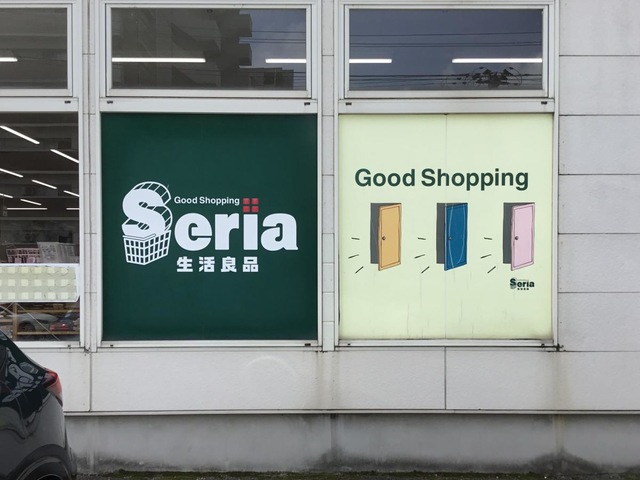 Good Shopping
Seria
生活良品
Good Shopping
Seria